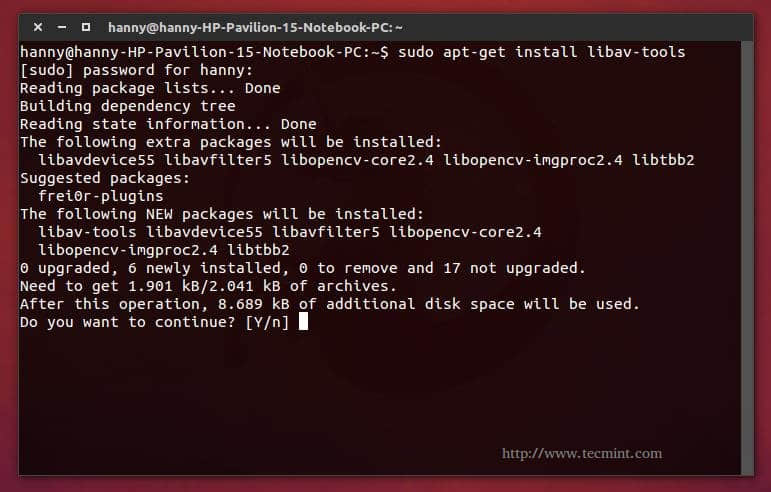 hanny@hanny-HP-Pavilion-15-Notebook-PC: ~
hanny@hanny-HP-Pavilion-15-Notebook-PC:~$ sudo apt-get install libav-tools
[sudo] password for hanny:
Reading package lists... Done
Building dependency tree
Reading state information... Done
The following extra packages will be installed:
  libavdevice55 libavfilter5 libopencv-core2.4 libopencv-imgproc2.4 libtbb2
Suggested packages:
  frei0r-plugins
The following NEW packages will be installed:
  libav-tools libavdevice55 libavfilter5 libopencv-core2.4
  libopencv-imgproc2.4 libtbb2
0 upgraded, 6 newly installed, 0 to remove and 17 not upgraded.
Need to get 1.901 kB/2.041 kB of archives.
After this operation, 8.689 kB of additional disk space will be used.
Do you want to continue? [Y/n]
http://www.tecmint.com